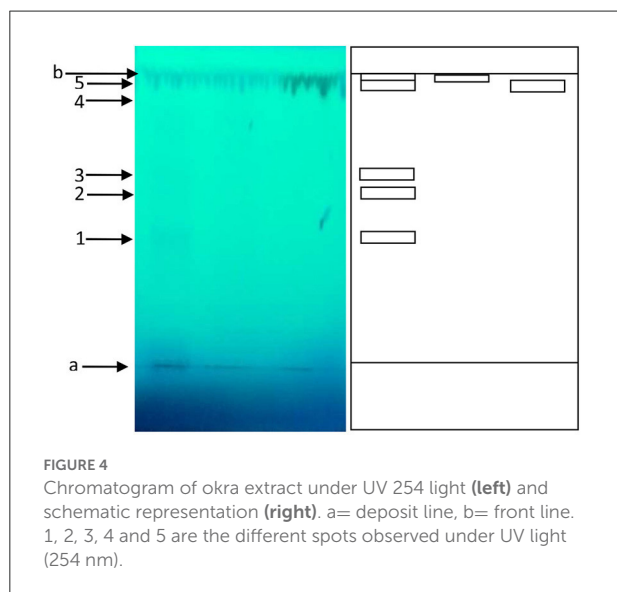 b
5
4
3
2
1
a
FIGURE 4
Chromatogram of okra extract under UV 254 light (left) and
schematic representation (right). a= deposit line, b= front line.
1, 2, 3, 4 and 5 are the different spots observed under UV light
(254 nm).